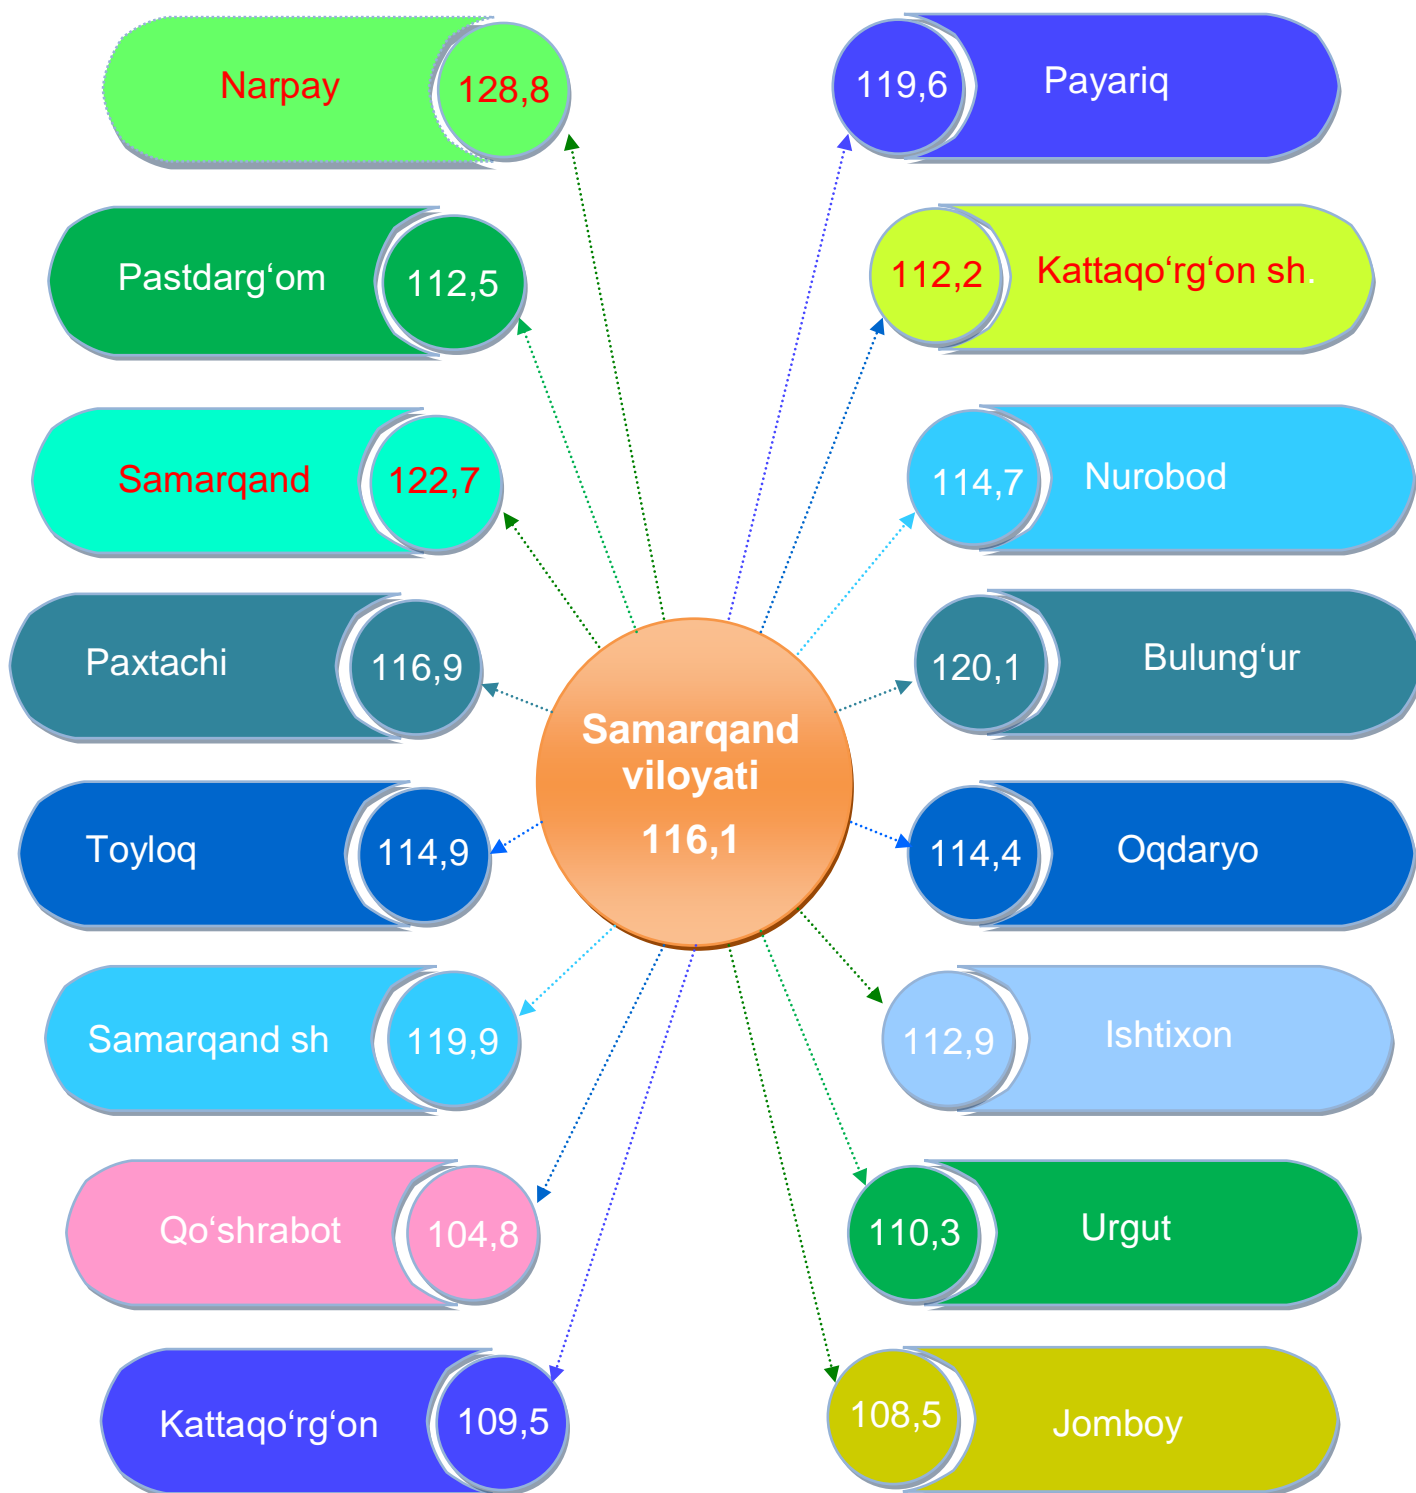 Narpay 128,8
119,6 Payariq
Pastdarg‘om 112,5
112,2 Kattaqo‘rg‘on sh.
Samarqand 122,7
114,7 Nurobod
Paxtachi 116,9
120,1 Bulung‘ur
Samarqand
viloyati
116,1
Toyloq 114,9
114,4 Oqdaryo
Samarqand sh 119,9
112,9 Ishtixon
Qo‘shrabot 104,8
110,3 Urgut
Kattaqo‘rg‘on 109,5
108,5 Jomboy